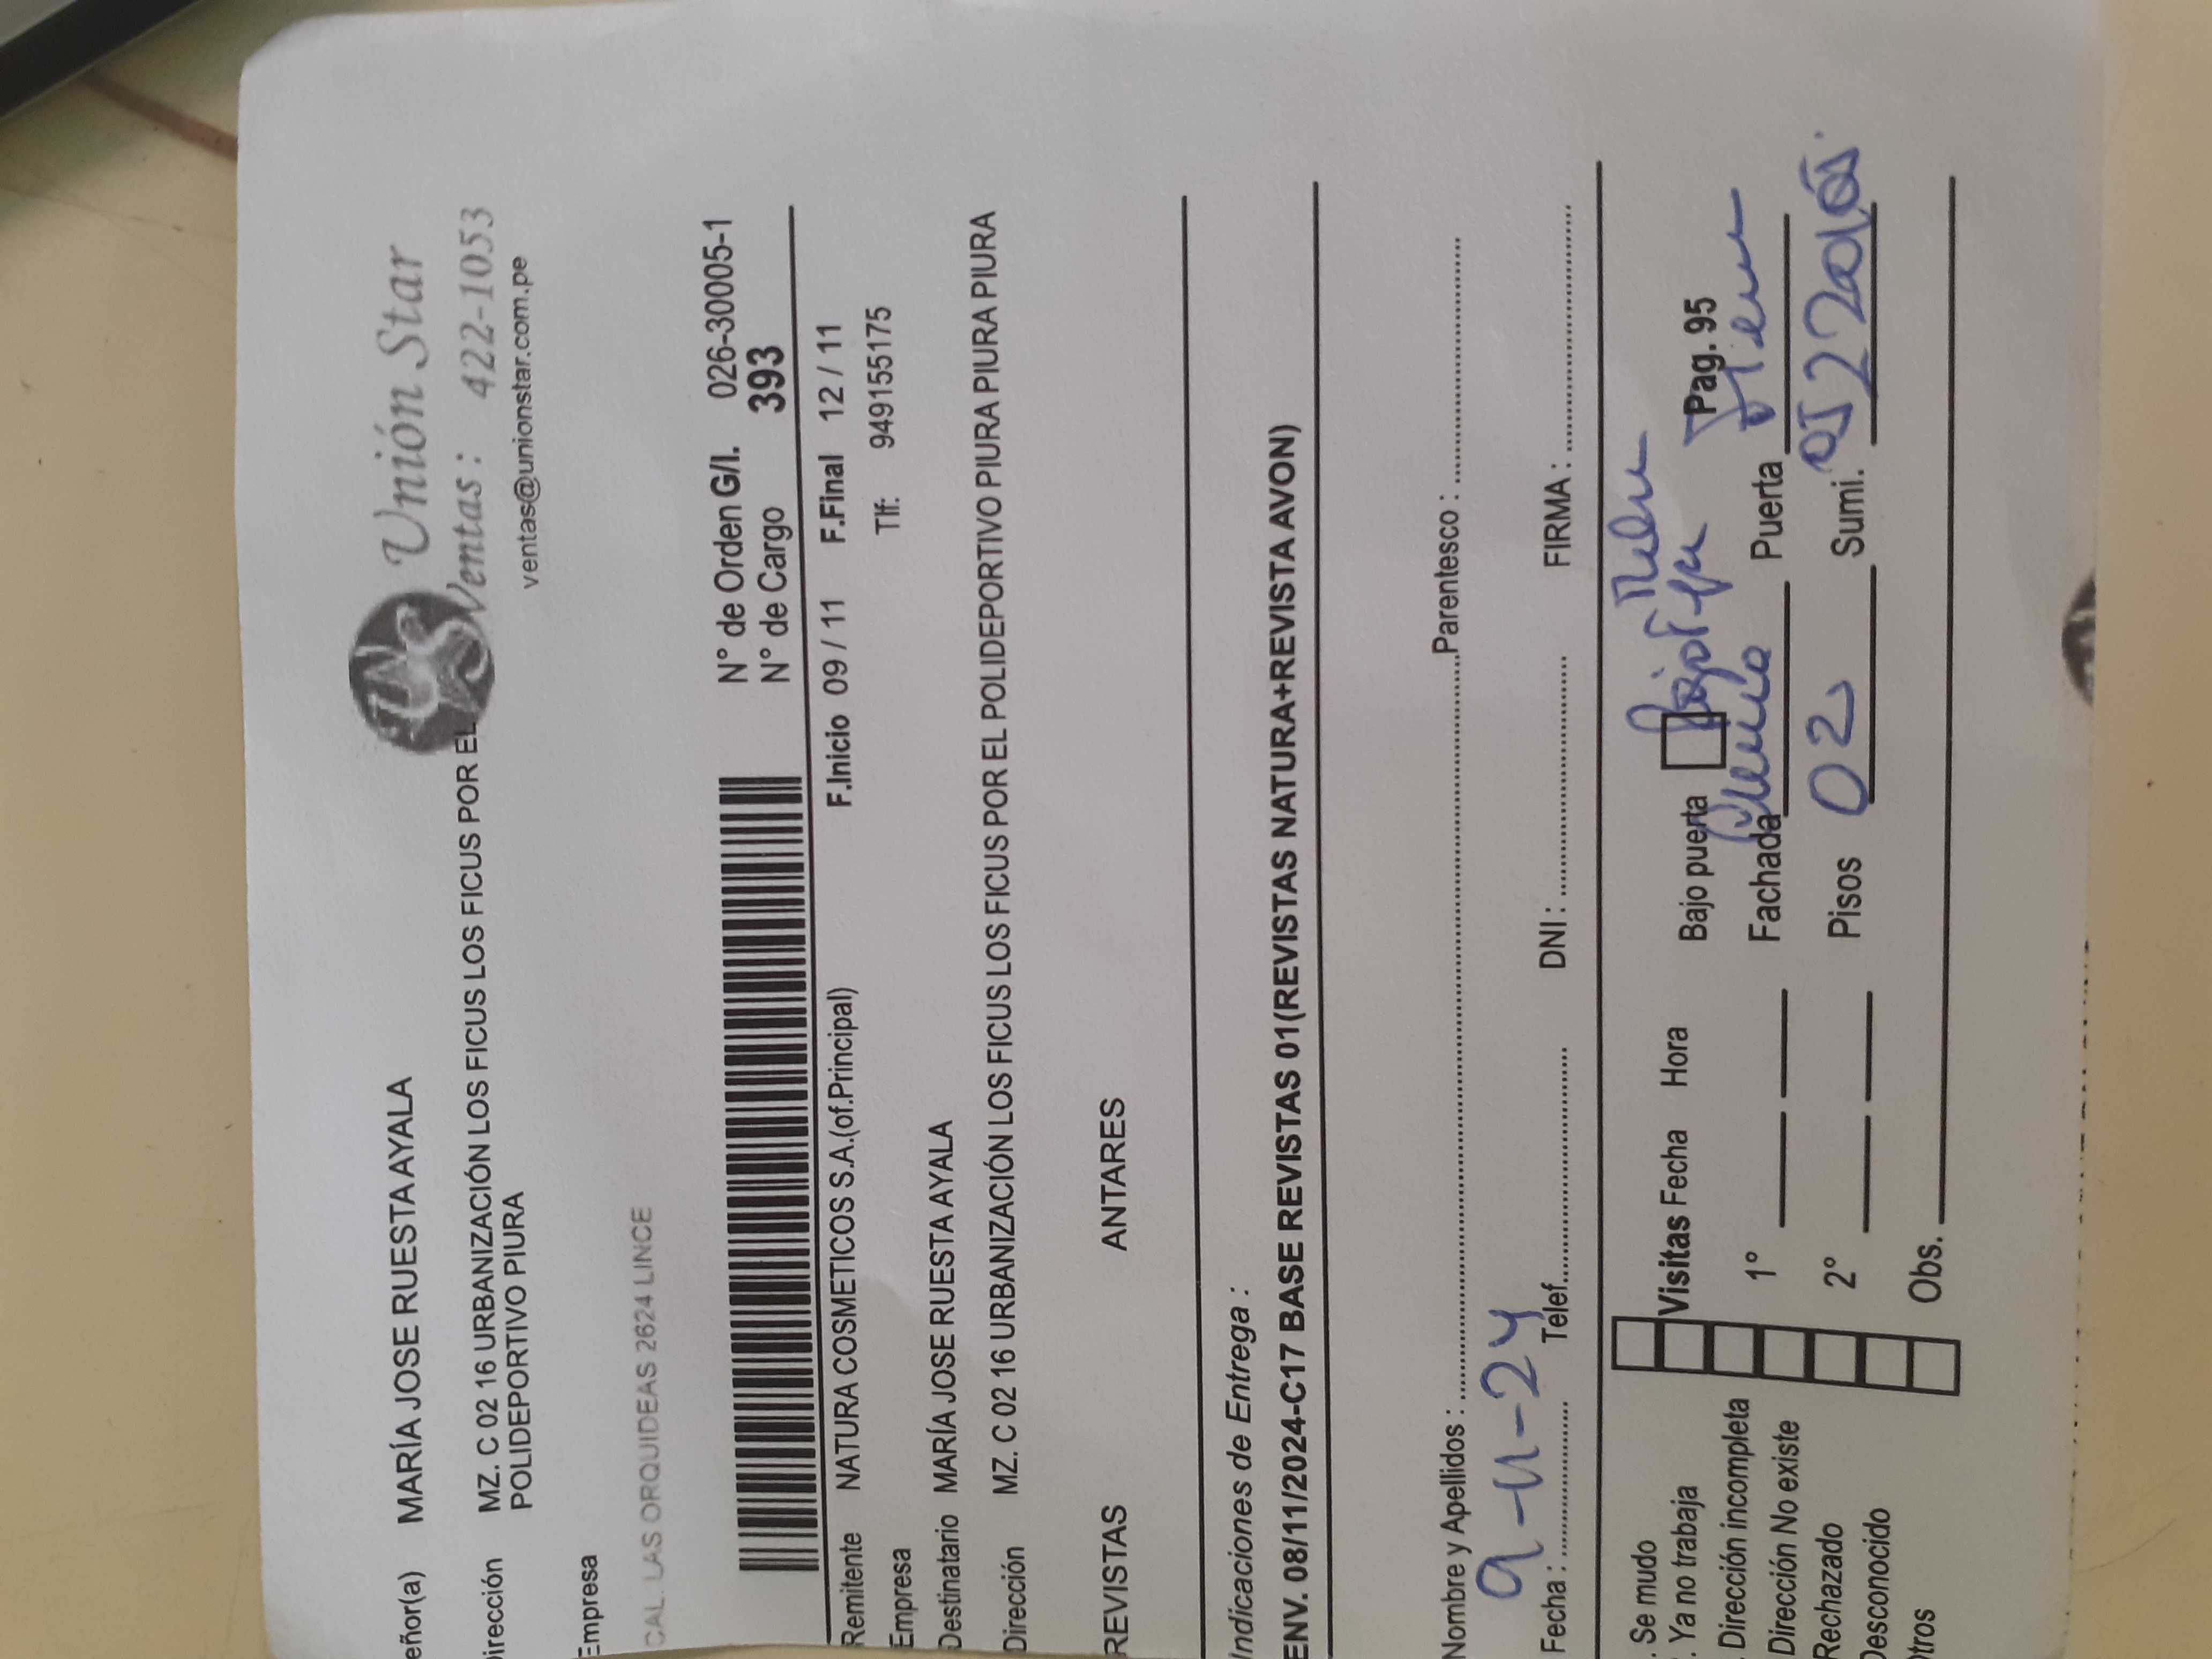 Unión Star
Ventas : 422-1053
ventas@unionstar.com.pe
eñor(a) MARÍA JOSE RUESTA AYALA
irección MZ. C 02 16 URBANIZACIÓN LOS FICUS LOS FICUS POR EL
POLIDEPORTIVO PIURA
Empresa
CAL. LAS ORQUIDEAS 2624 LINCE
N° de Orden G/I. 026-30005-1
N° de Cargo 393
Remitente NATURA COSMETICOS S.A.(of.Principal) F.Inicio 09 / 11 F.Final 12 / 11
Empresa Tlf: 949155175
Destinatario MARÍA JOSE RUESTA AYALA
Dirección MZ. C 02 16 URBANIZACIÓN LOS FICUS LOS FICUS POR EL POLIDEPORTIVO PIURA PIURA PIURA
REVISTAS ANTARES
Indicaciones de Entrega :
ENV. 08/11/2024-C17 BASE REVISTAS 01(REVISTAS NATURA+REVISTA AVON)
Nombre y Apellidos : Parentesco :
9-11-24
Fecha : Télef. DNI : FIRMA :
. Se mudo
. Ya no trabaja Visitas Fecha Hora Bajo puerta Pag. 95
. Dirección incompleta 1° Fachada Puerta
Dirección No existe
Rechazado 2° Pisos 02 Sumi.
Desconocido
Otros Obs.